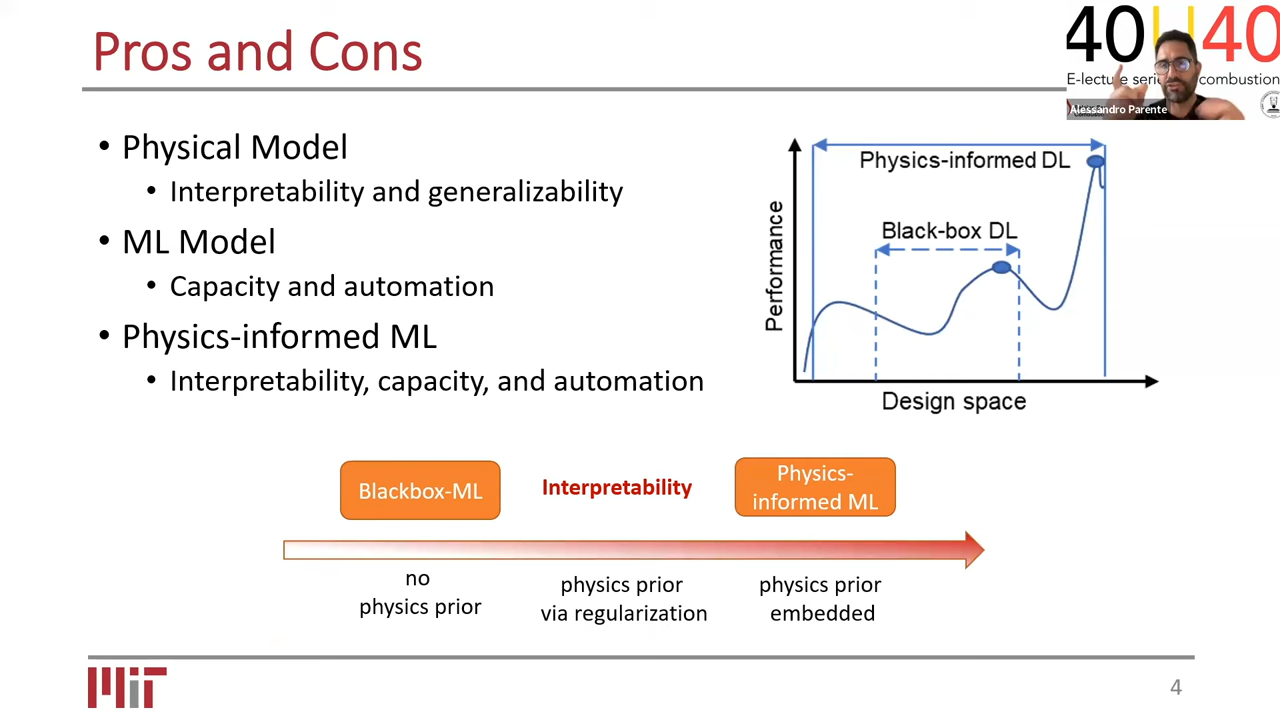 Pros and Cons
40
40
E-lecture seri
combustion
Alessandro Parente
• Physical Model
• Interpretability and generalizability
• ML Model
• Capacity and automation
• Physics-informed ML
• Interpretability, capacity, and automation
Physics-informed DL
Black-box DL
Performance
Design space
Blackbox-ML
Interpretability
Physics-
informed ML
no
physics prior
physics prior
via regularization
physics prior
embedded
MIT
4